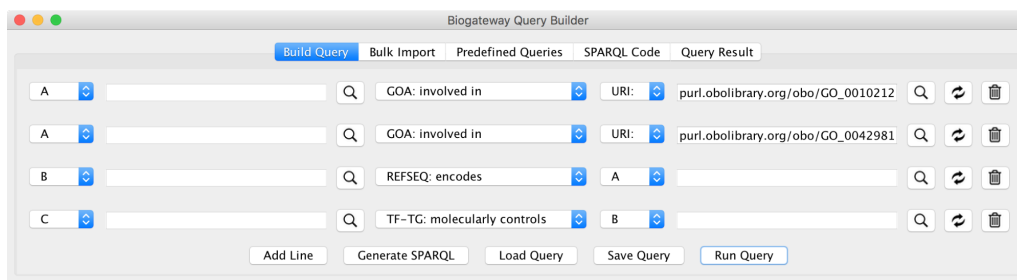 Biogateway Query Builder
Build Query Bulk Import Predefined Queries SPARQL Code Query Result
A GOA: involved in URI: purl.obolibrary.org/obo/GO_0010212
A GOA: involved in URI: purl.obolibrary.org/obo/GO_0042981
B REFSEQ: encodes A
C TF-TG: molecularly controls B
Add Line Generate SPARQL Load Query Save Query Run Query